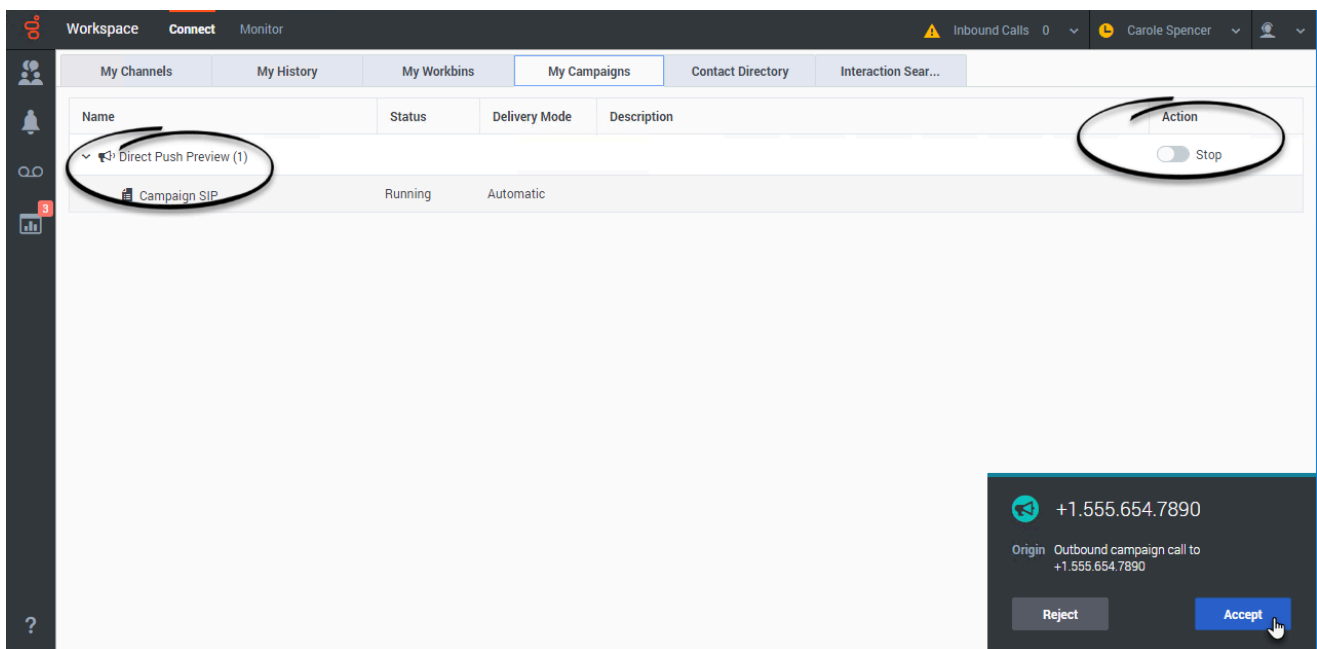 Workspace Connect Monitor Inbound Calls 0 Carole Spencer
My Channels My History My Workbins My Campaigns Contact Directory Interaction Sear...
Name Status Delivery Mode Description Action
Direct Push Preview (1) Stop
Campaign SIP Running Automatic
3
+1.555.654.7890
Origin Outbound campaign call to
+1.555.654.7890
Reject Accept
?